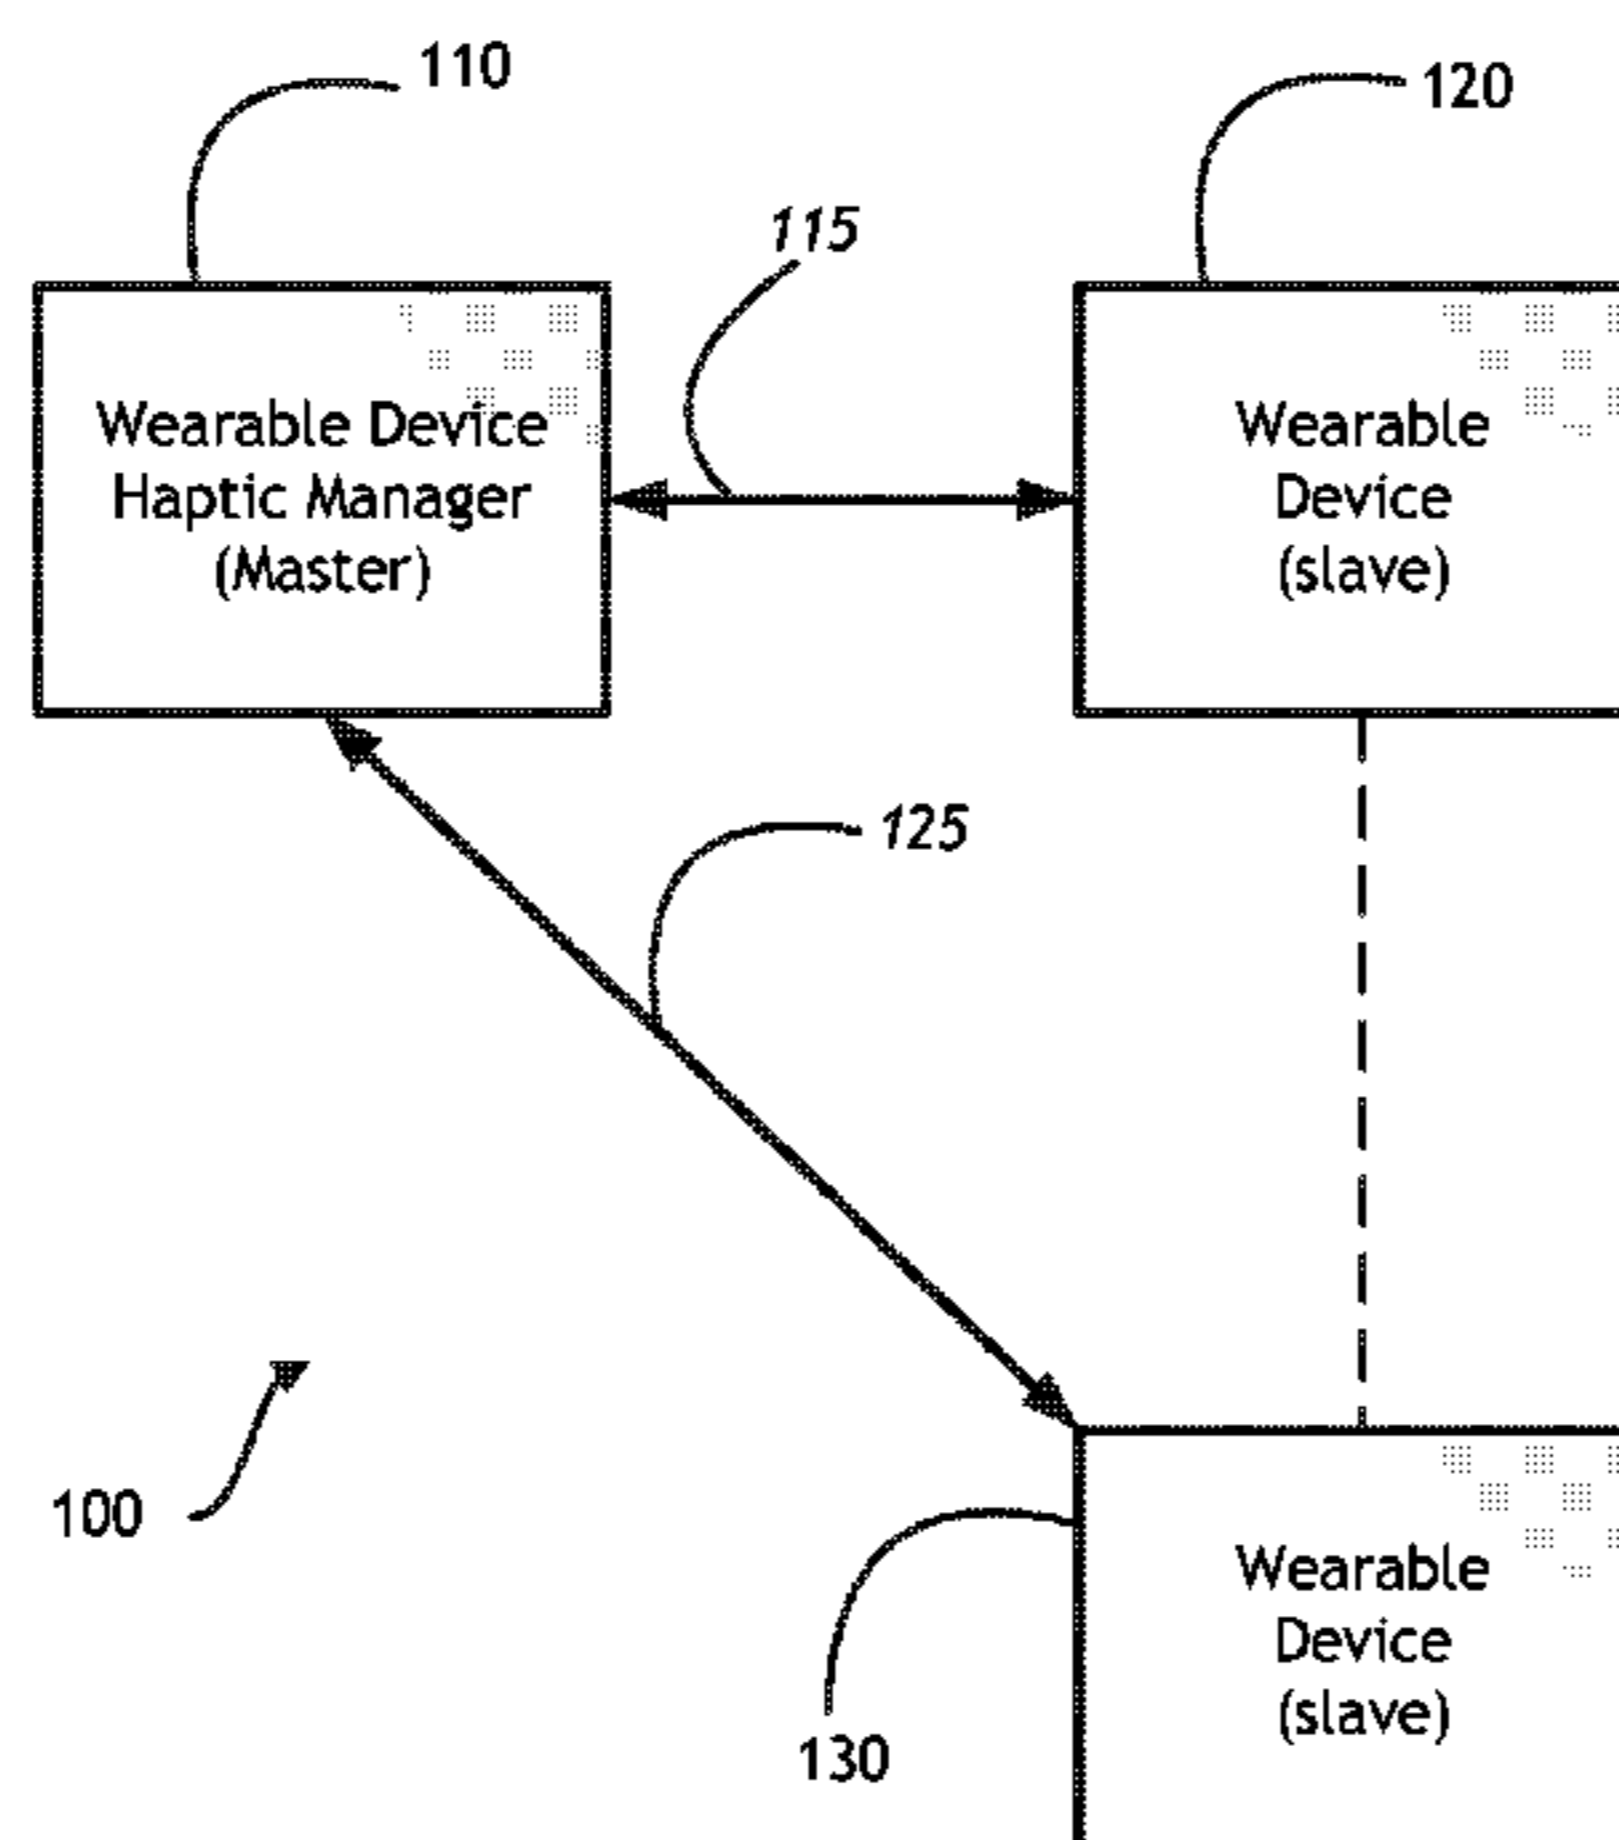 110
120
115
Wearable Device
Haptic Manager
(Master)
Wearable
Device
(slave)
125
100
Wearable
Device
(slave)
130